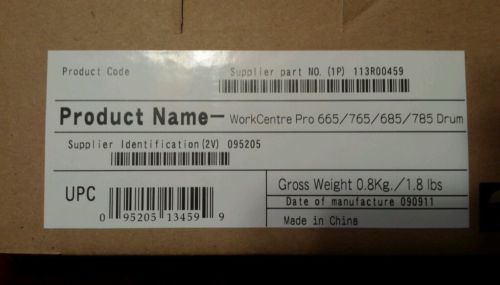 Product Code
Supplier part NO. (1P) 113R00459
Product Name— WorkCentre Pro 665/765/685/785 Drum
Supplier Identification(2V) 095205
UPC
0 95205 13459 9
Gross Weight 0.8Kg./1.8 lbs
Date of manufacture 090911
Made in China